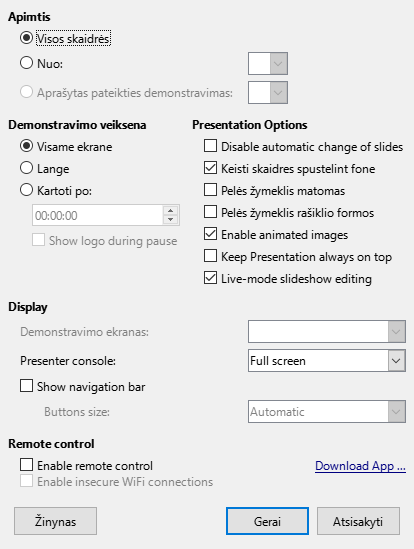 Apimtis
Visos skaidrės
Nuo:
Aprašytas pateikties demonstravimas:
Demonstravimo veiksena
Visame ekrane
Lange
Kartoti po:
00:00:00
Show logo during pause
Presentation Options
Disable automatic change of slides
Keisti skaidres spustelint fone
Pelės žymeklis matomas
Pelės žymeklis rašiklio formos
Enable animated images
Keep Presentation always on top
Live-mode slideshow editing
Display
Demonstravimo ekranas:
Presenter console: Full screen
Show navigation bar
Buttons size: Automatic
Remote control
Enable remote control Download App ...
Enable insecure WiFi connections
Žinynas Gerai Atsisakyti